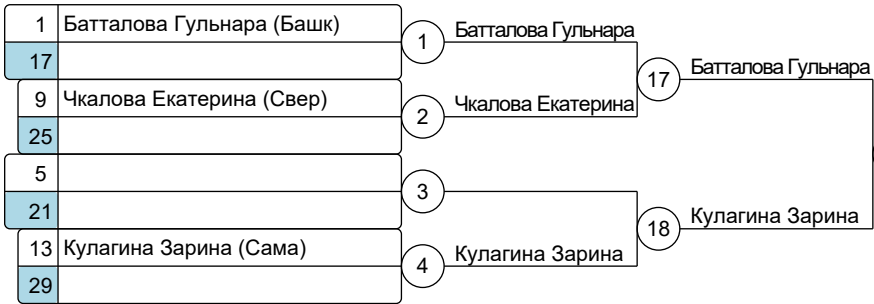 1 Батталова Гульнара (Башк)
17
1
Батталова Гульнара
9 Чкалова Екатерина (Свер)
25
2
Чкалова Екатерина
17
Батталова Гульнара
5
21
3
13 Кулагина Зарина (Сама)
29
4
Кулагина Зарина
18
Кулагина Зарина